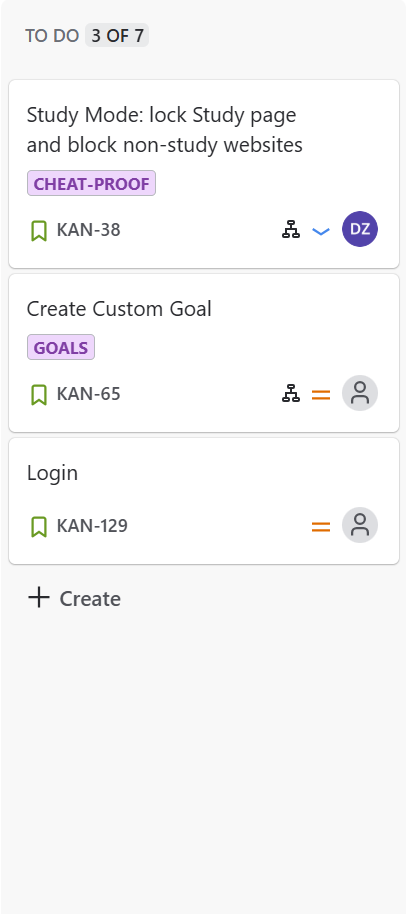 TO DO 3 OF 7
Study Mode: lock Study page
and block non-study websites
CHEAT-PROOF
KAN-38
DZ
Create Custom Goal
GOALS
KAN-65
Login
KAN-129
Create